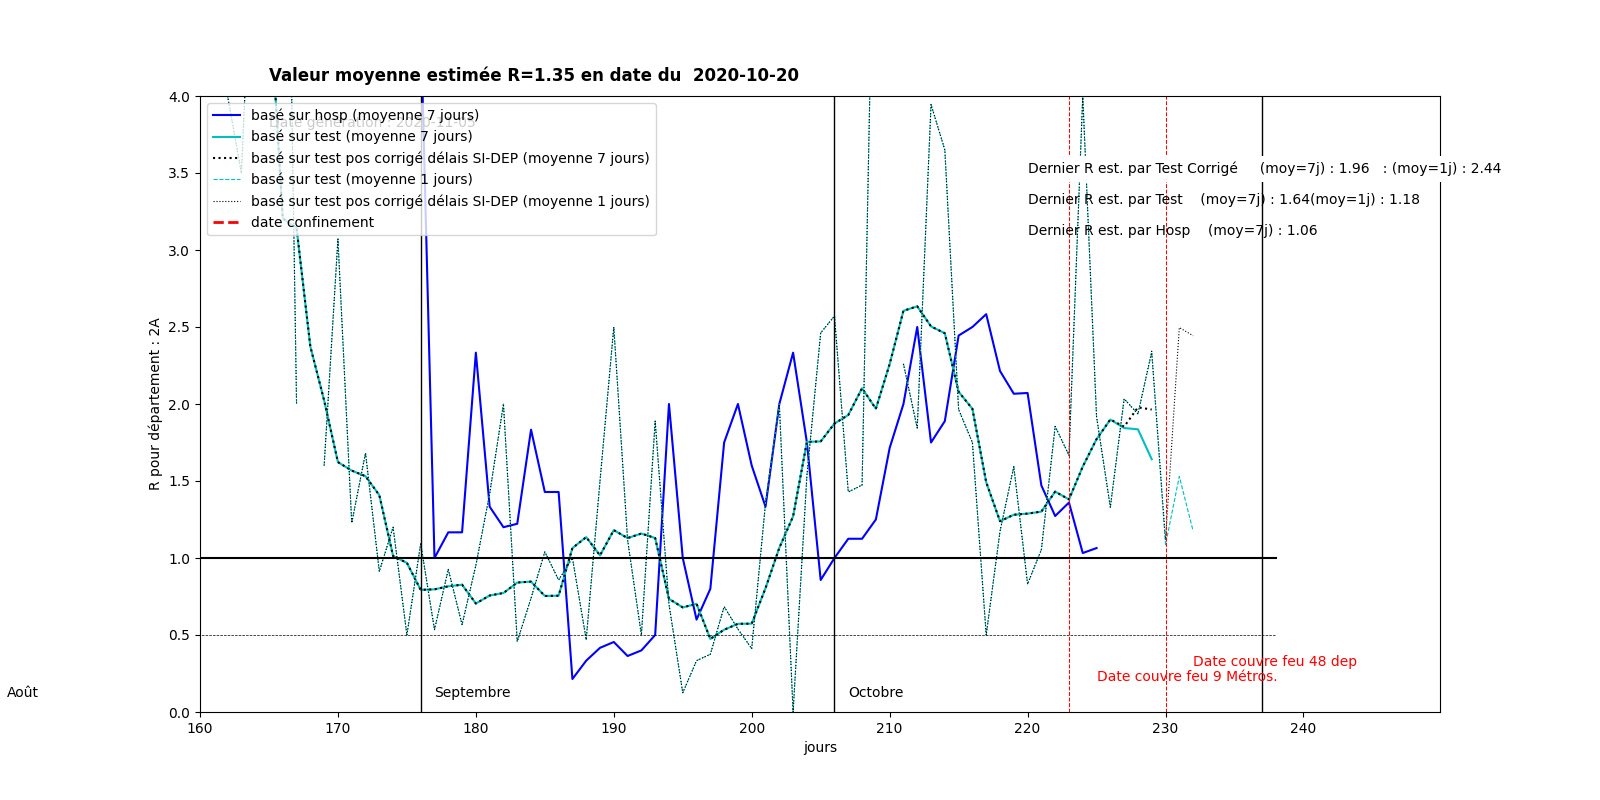 Valeur moyenne estimée R=1.35 en date du  2020-10-20
Date génération : 2020-11-05
basé sur hosp (moyenne 7 jours)
basé sur test (moyenne 7 jours)
basé sur test pos corrigé délais SI-DEP (moyenne 7 jours)
basé sur test (moyenne 1 jours)
basé sur test pos corrigé délais SI-DEP (moyenne 1 jours)
date confinement
Dernier R est. par Test Corrigé     (moy=7j) : 1.96   : (moy=1j) : 2.44
Dernier R est. par Test    (moy=7j) : 1.64(moy=1j) : 1.18
Dernier R est. par Hosp    (moy=7j) : 1.06
R pour département : 2A
4.0
3.5
3.0
2.5
2.0
1.5
1.0
0.5
0.0
Date couvre feu 48 dep
Date couvre feu 9 Métros.
Août
Septembre
Octobre
160 170 180 190 200 210 220 230 240
jours